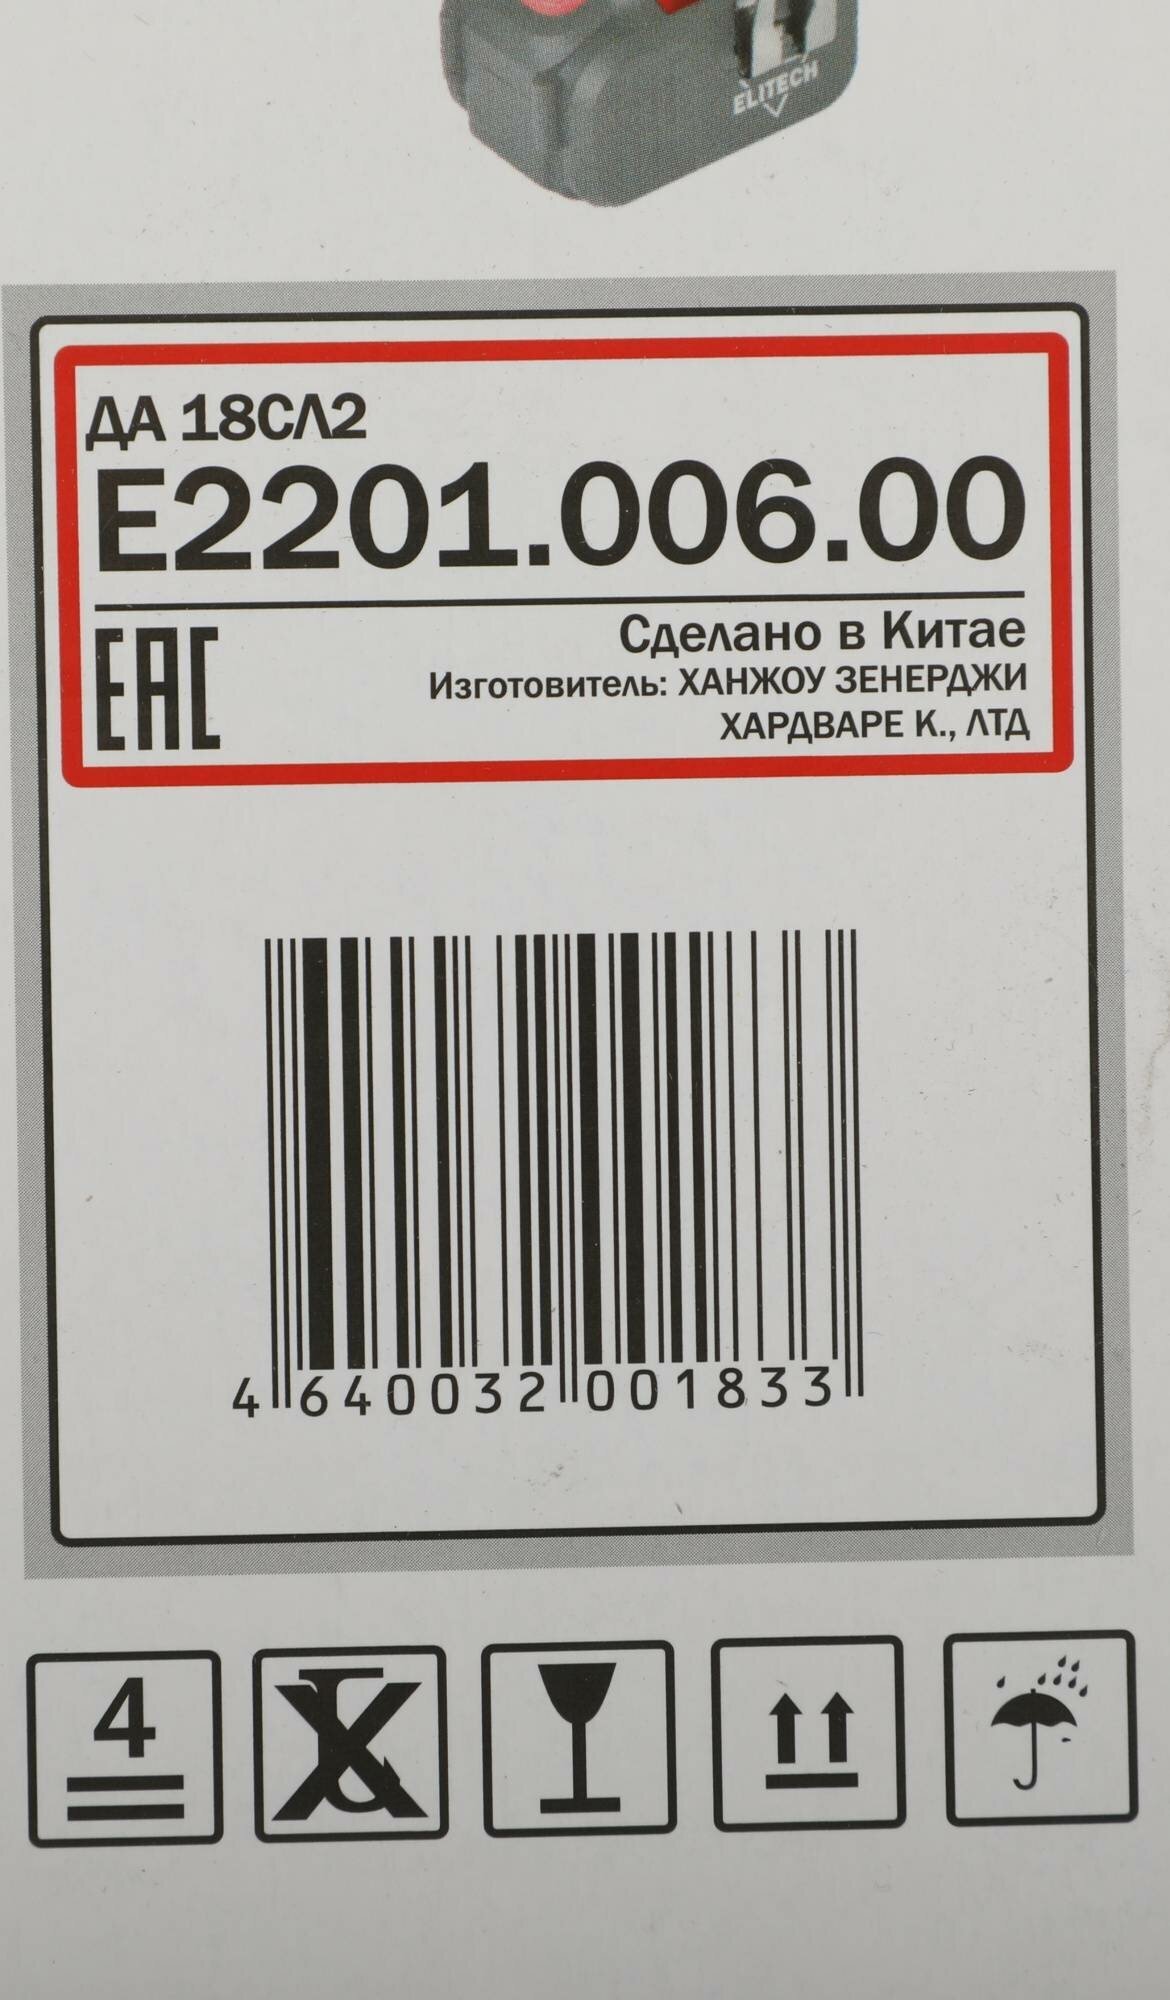 ELITECH
ДА 18СЛ2
E2201.006.00
EAC
Сделано в Китае
Изготовитель: ХАНЖОУ ЗЕНЕРДЖИ
ХАРДВАРЕ К., ЛТД
4 640032 001833
4